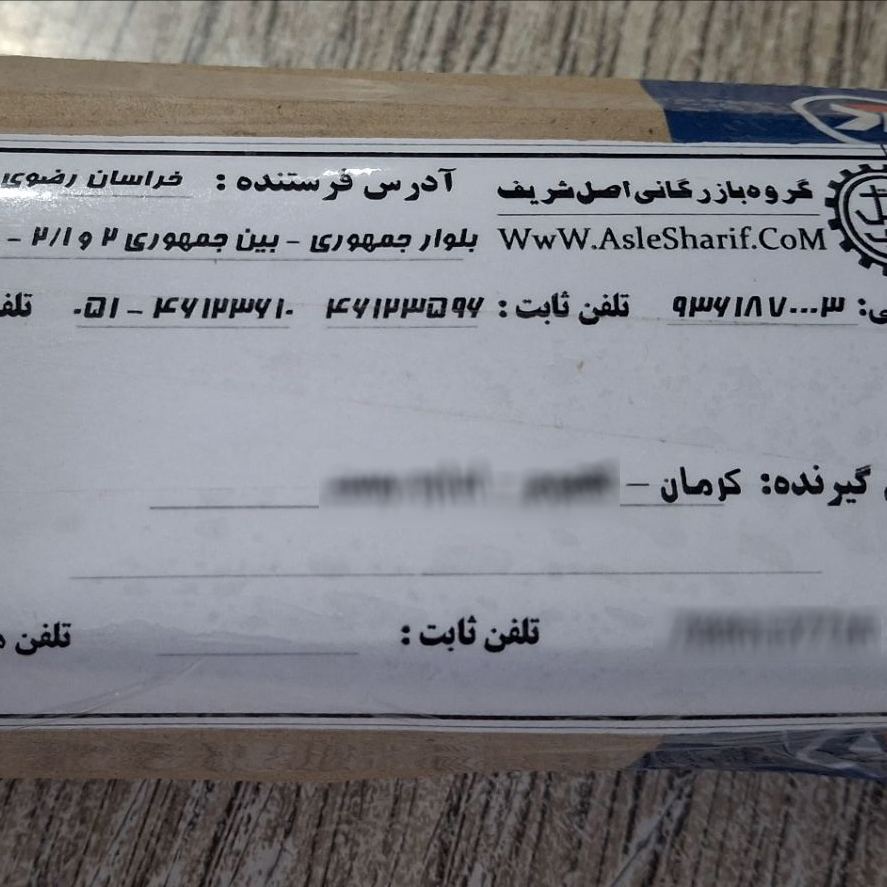 گروه بازرگانی اصل شریف
آدرس فرستنده : خراسان رضوی
WwW.AsleSharif.CoM
بلوار جمهوری - بین جمهوری ۲ و ۲/۱ -
ی: ۹۳۶۱۸۷۰۰۰۳ تلفن ثابت : ۴۶۱۲۳۵۹۶ ۰۵۱ - ۴۶۱۲۳۶۱۰
گیرنده: کرمان -
تلفن ثابت :
تلفن